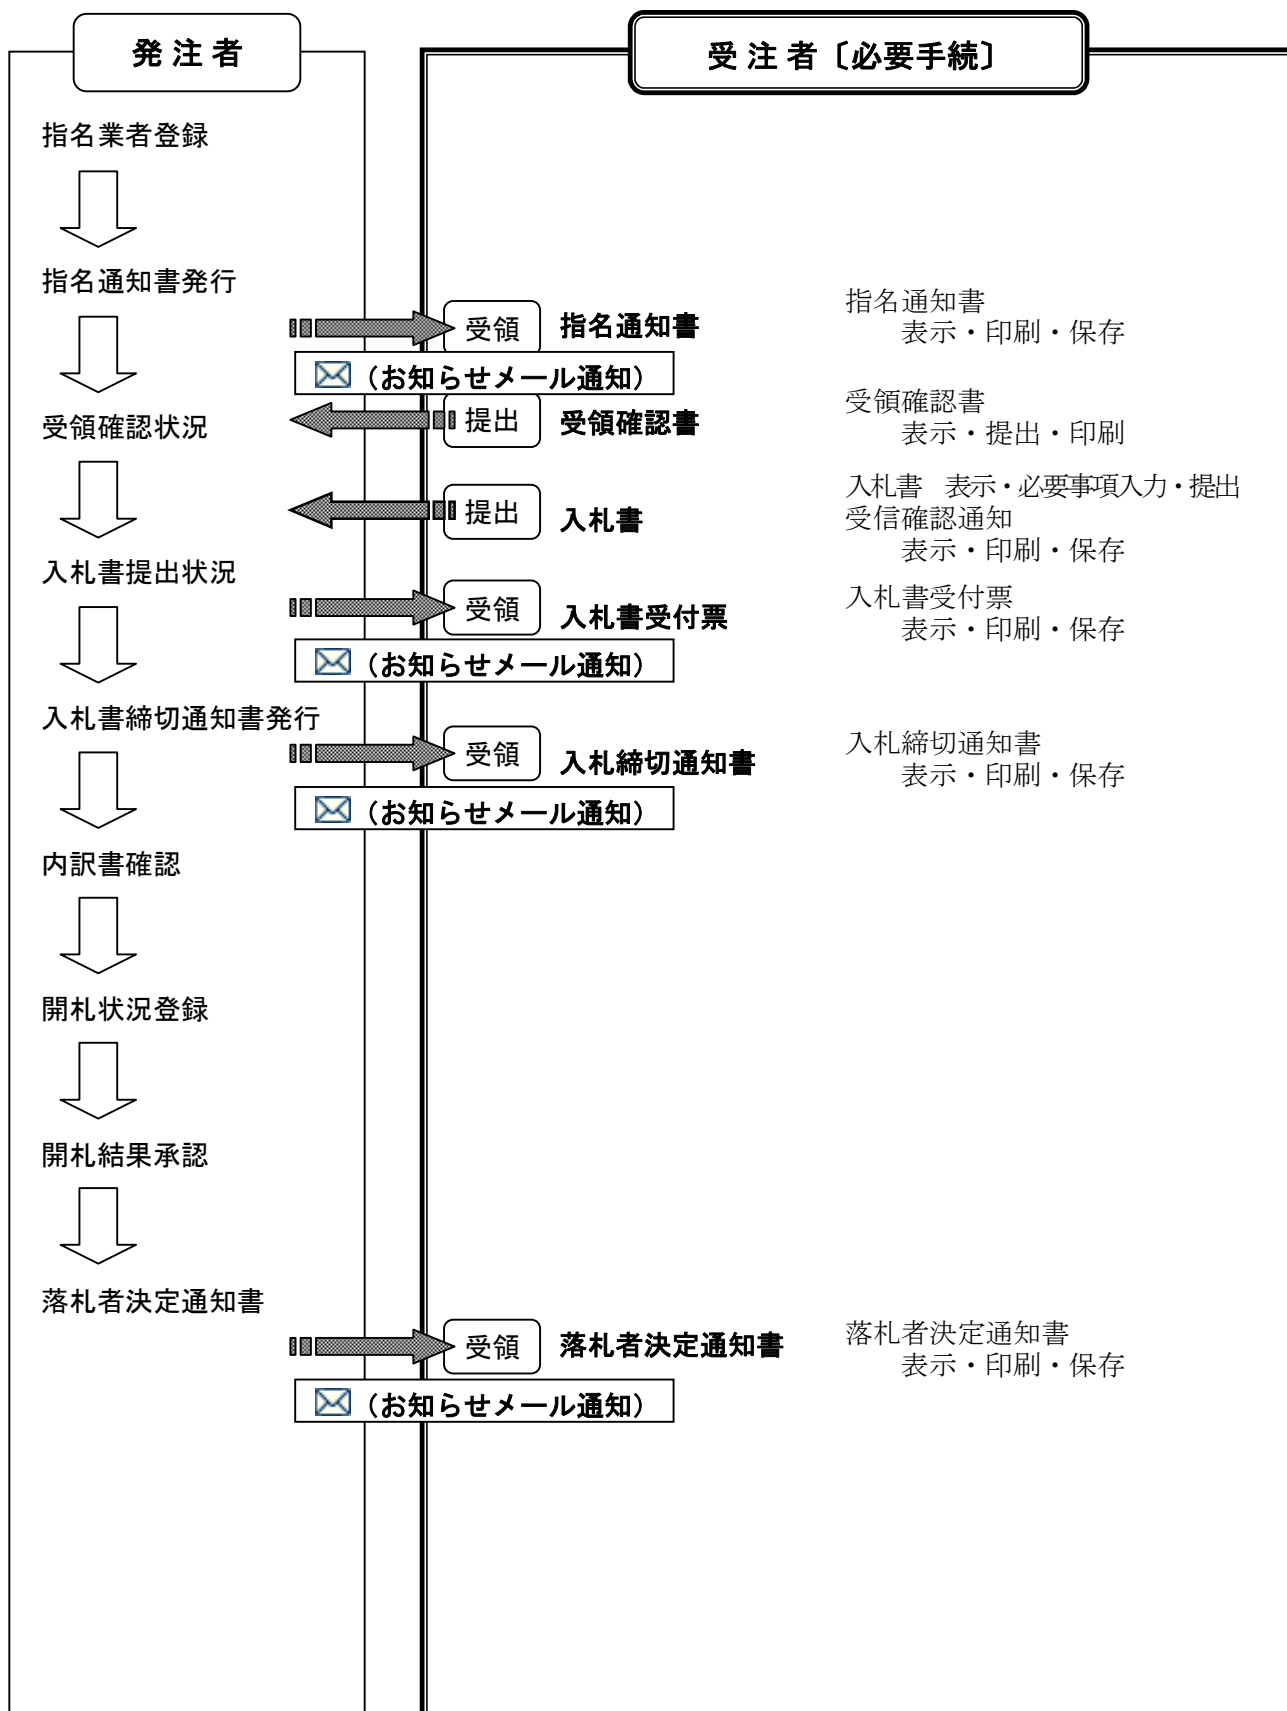 発 注 者
受 注 者〔必要手続〕
指名業者登録
指名通知書発行
受領 指名通知書
指名通知書
表示・印刷・保存
(お知らせメール通知)
受領確認状況
提出 受領確認書
受領確認書
表示・提出・印刷
提出 入札書
入札書　表示・必要事項入力・提出
受信確認通知
表示・印刷・保存
入札書提出状況
受領 入札書受付票
入札書受付票
表示・印刷・保存
(お知らせメール通知)
入札書締切通知書発行
受領 入札締切通知書
入札締切通知書
表示・印刷・保存
(お知らせメール通知)
内訳書確認
開札状況登録
開札結果承認
落札者決定通知書
受領 落札者決定通知書
落札者決定通知書
表示・印刷・保存
(お知らせメール通知)